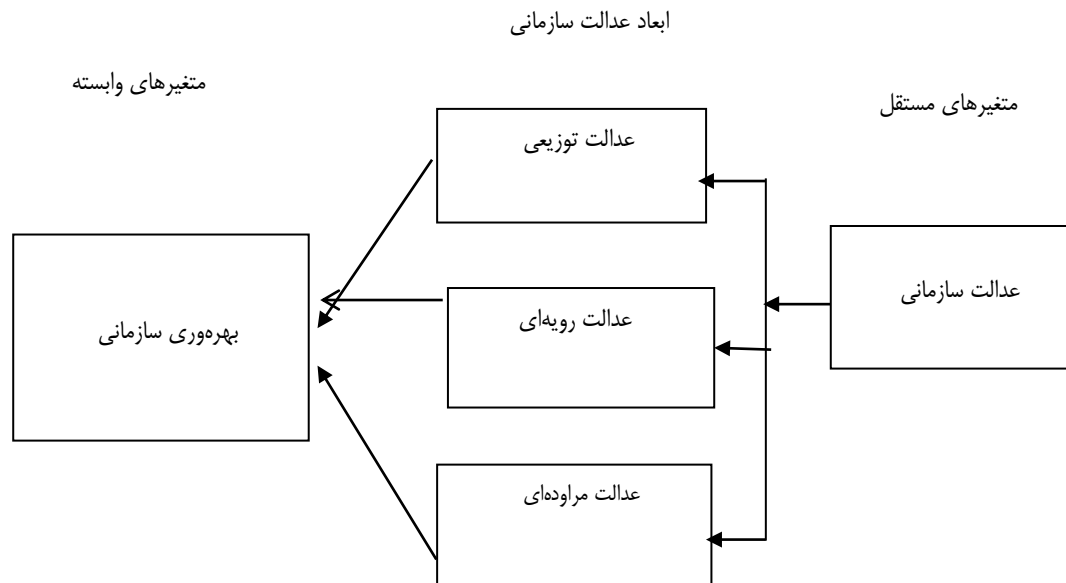 ابعاد عدالت سازمانی
متغیرهای مستقل
متغیرهای وابسته
عدالت توزیعی
عدالت سازمانی
عدالت رویه‌ای
بهره‌وری سازمانی
عدالت مراوده‌ای